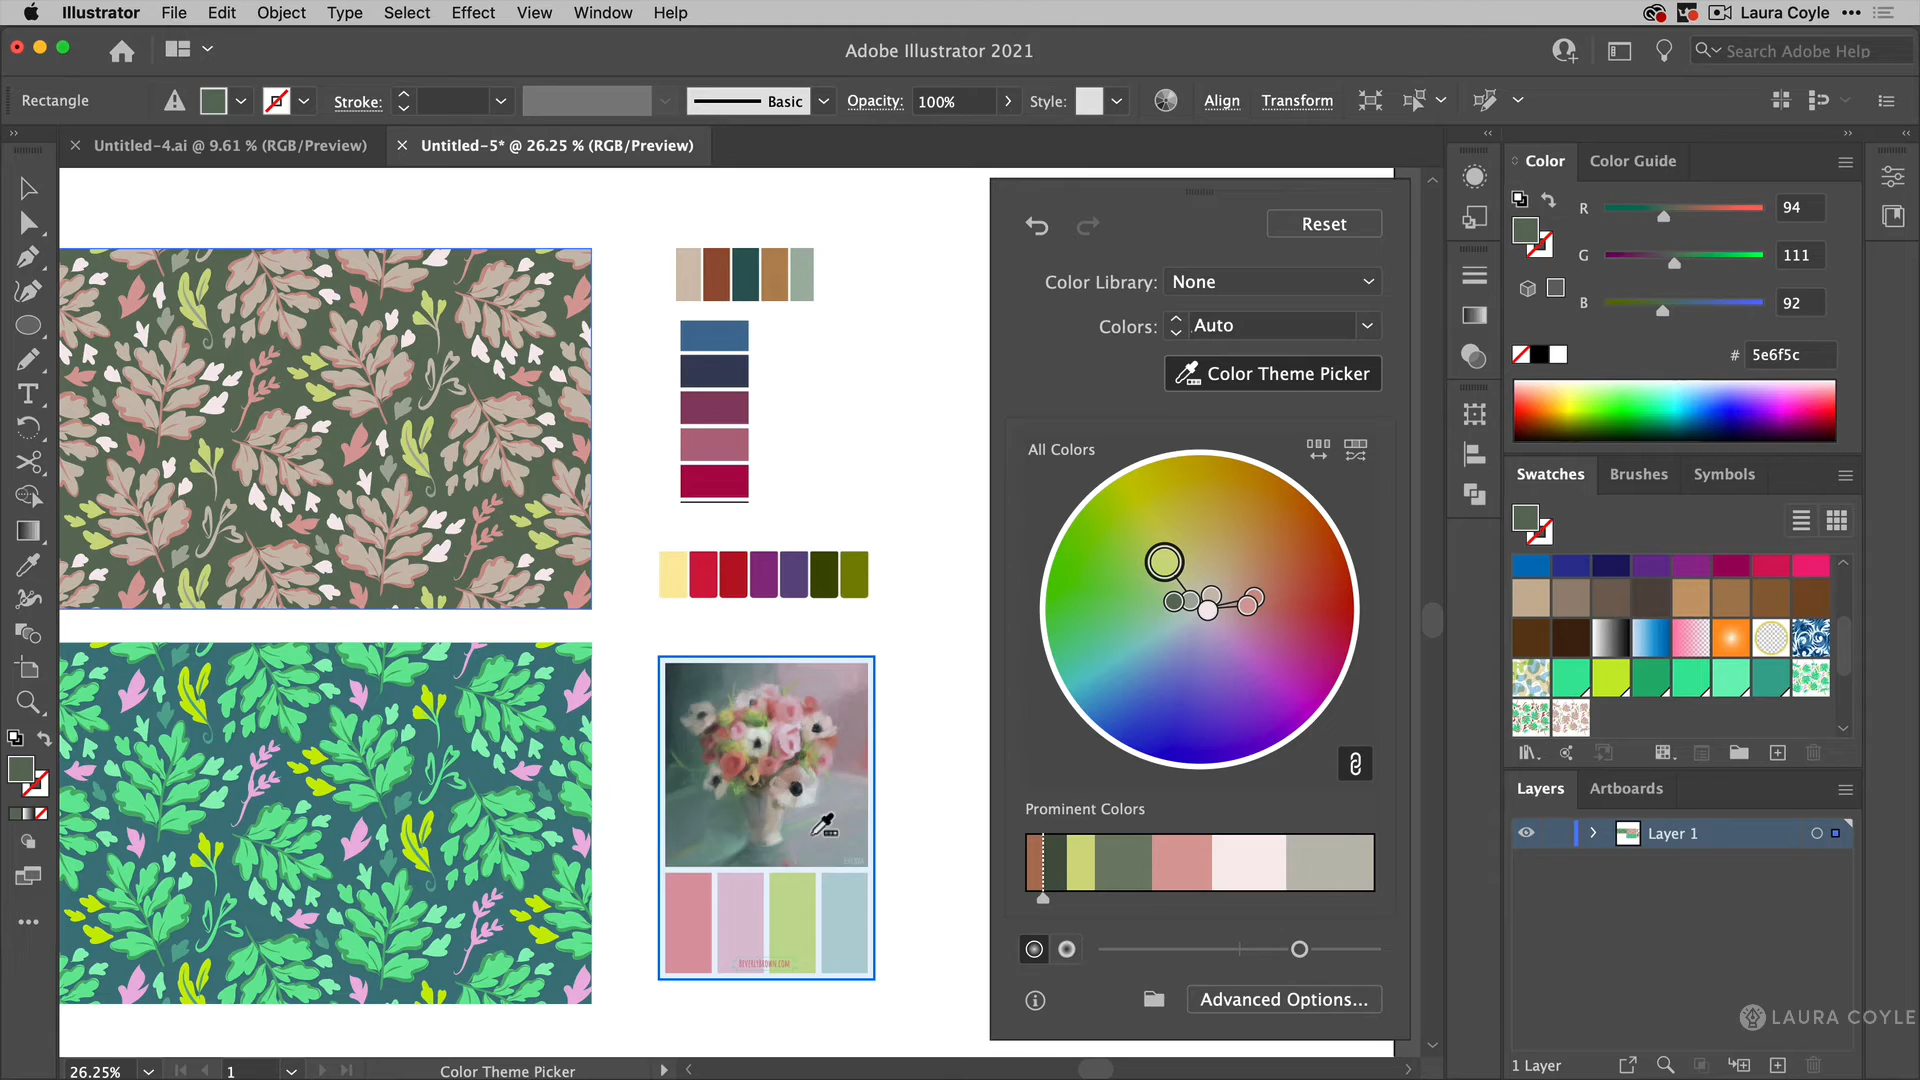 Illustrator File Edit Object Type Select Effect View Window Help Laura Coyle
Adobe Illustrator 2021
Search Adobe Help
Rectangle Stroke: Basic Opacity: 100% Style: Align Transform
Untitled-4.ai @ 9.61 % (RGB/Preview) Untitled-5* @ 26.25 % (RGB/Preview)
Reset
Color Library: None
Colors: Auto
Color Theme Picker
All Colors
Prominent Colors
Advanced Options...
Color Color Guide
R 94
G 111
B 92
# 5e6f5c
Swatches Brushes Symbols
Layers Artboards
Layer 1
BEVERLYBROWN.COM
LAURA COYLE
1 Layer
26.25% 1 Color Theme Picker